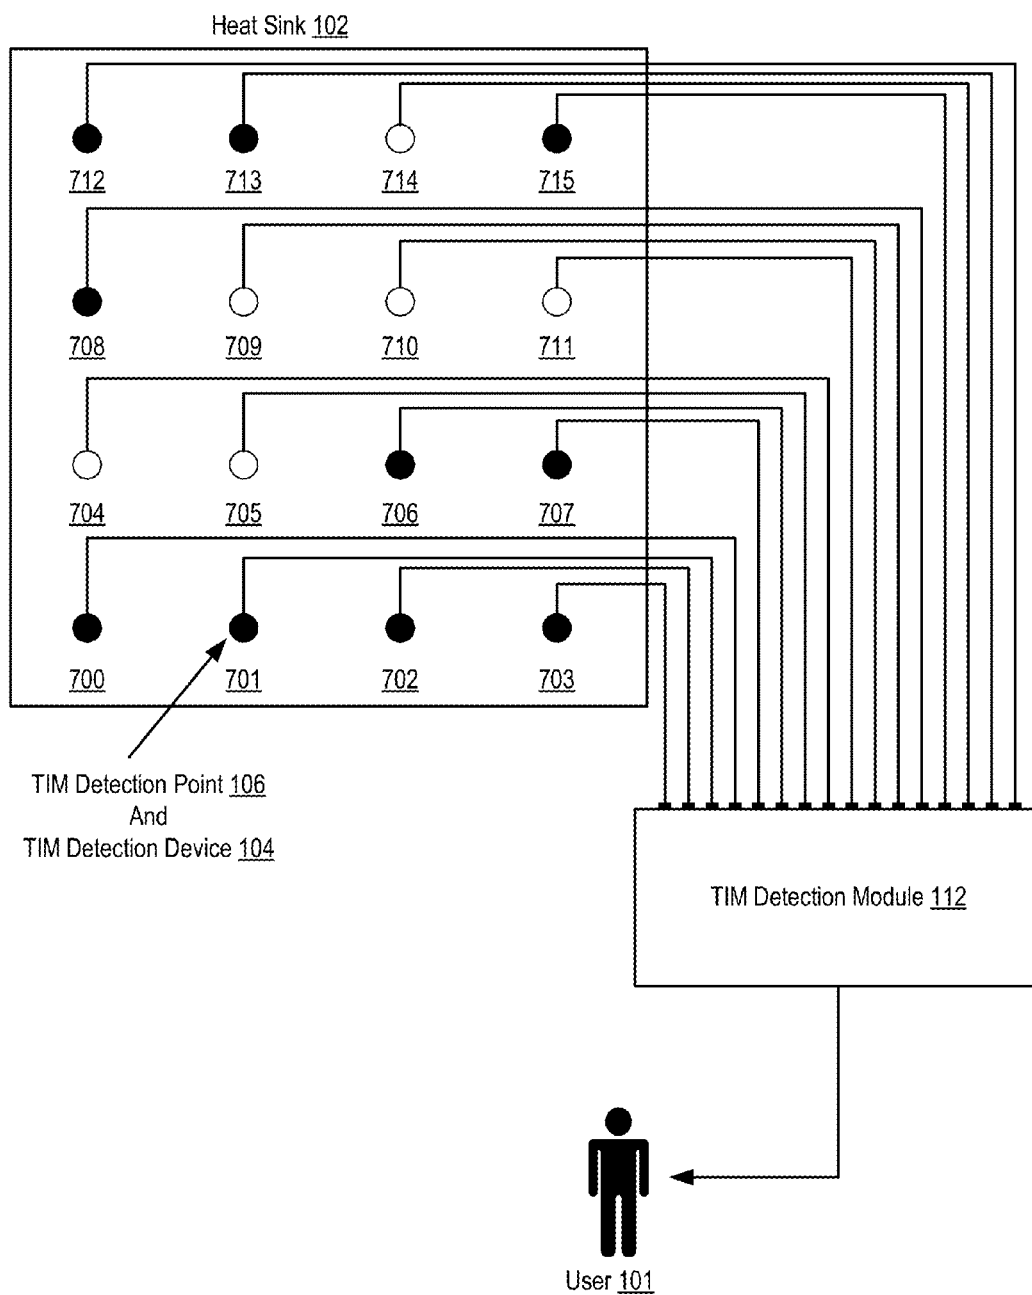 Heat Sink 102
712 713 714 715
708 709 710 711
704 705 706 707
700 701 702 703
TIM Detection Point 106
And
TIM Detection Device 104
TIM Detection Module 112
User 101